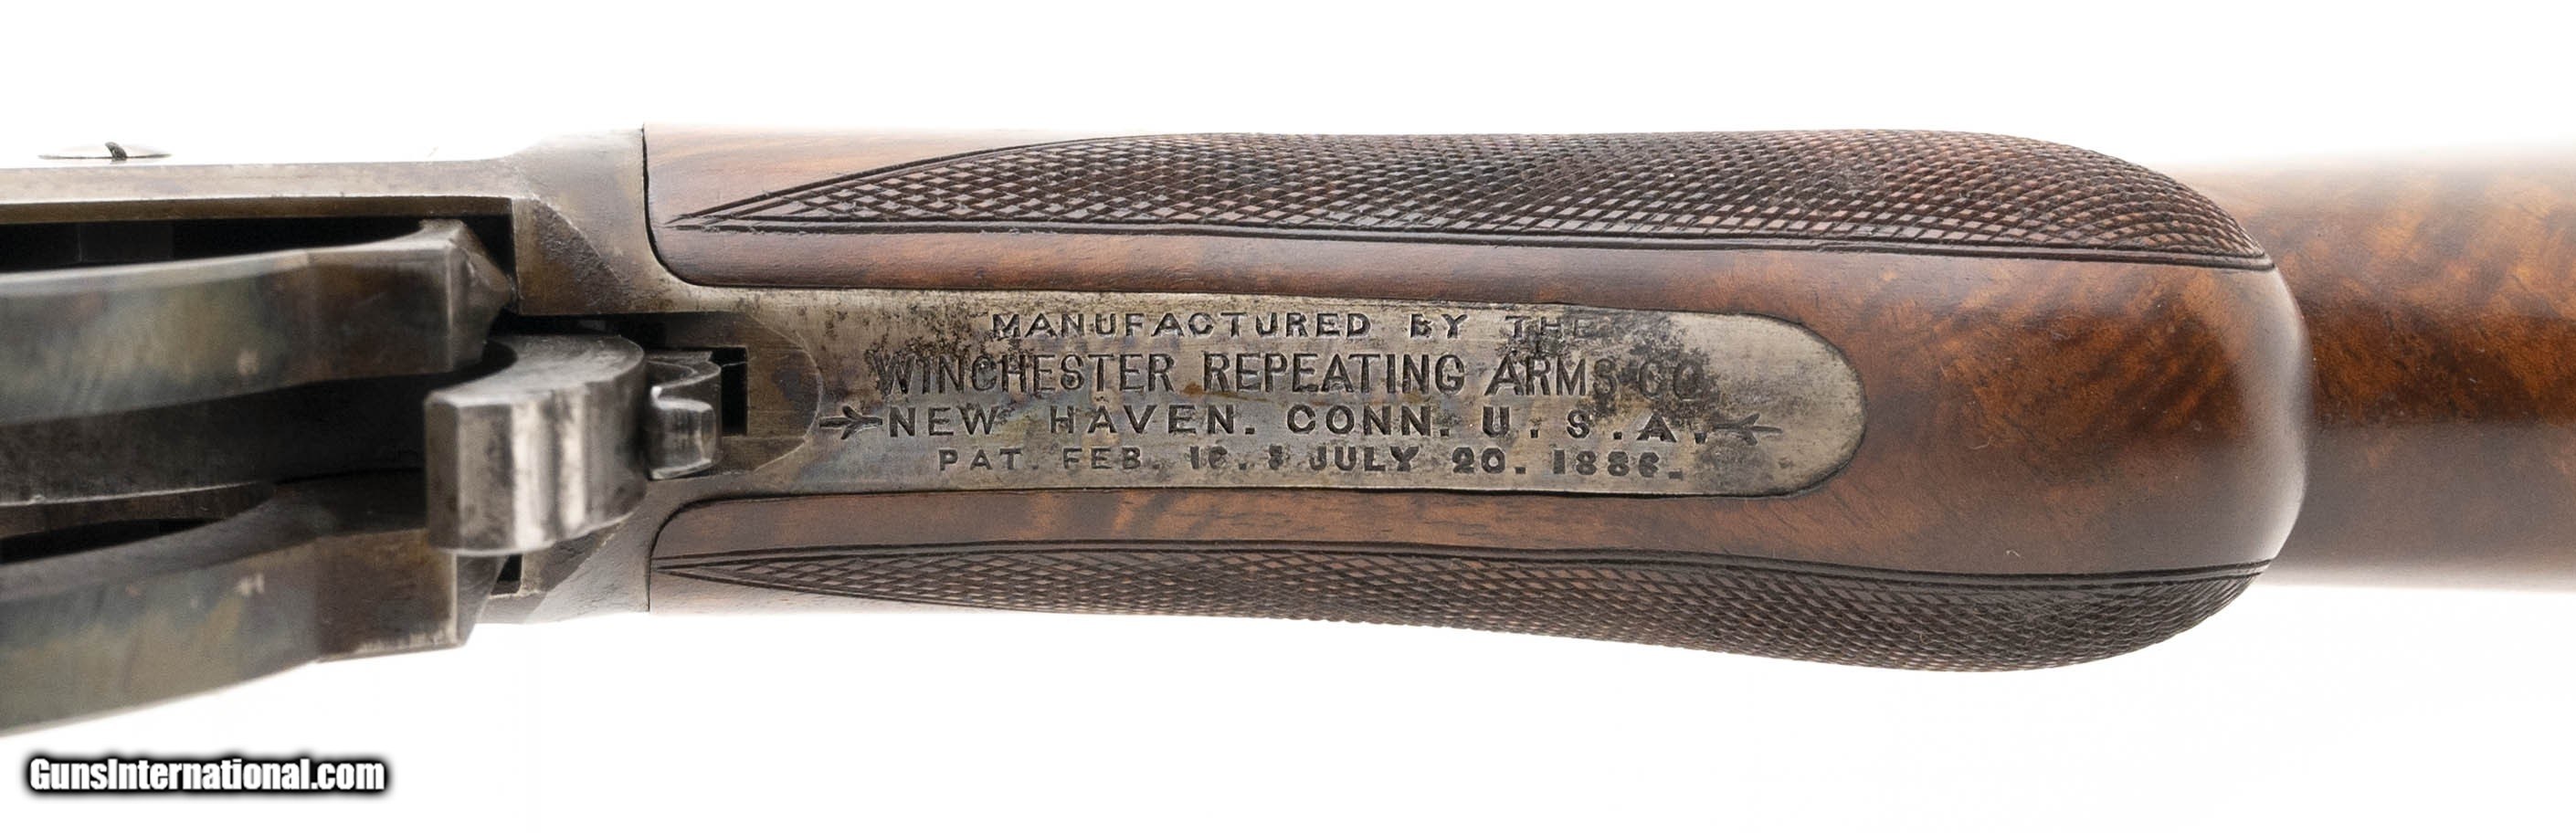 MANUFACTURED BY THE
WINCHESTER REPEATING ARMS CO
NEW HAVEN. CONN. U. S. A.
PAT. FEB. 16. & JULY 20. 1886.
GunsInternational.com